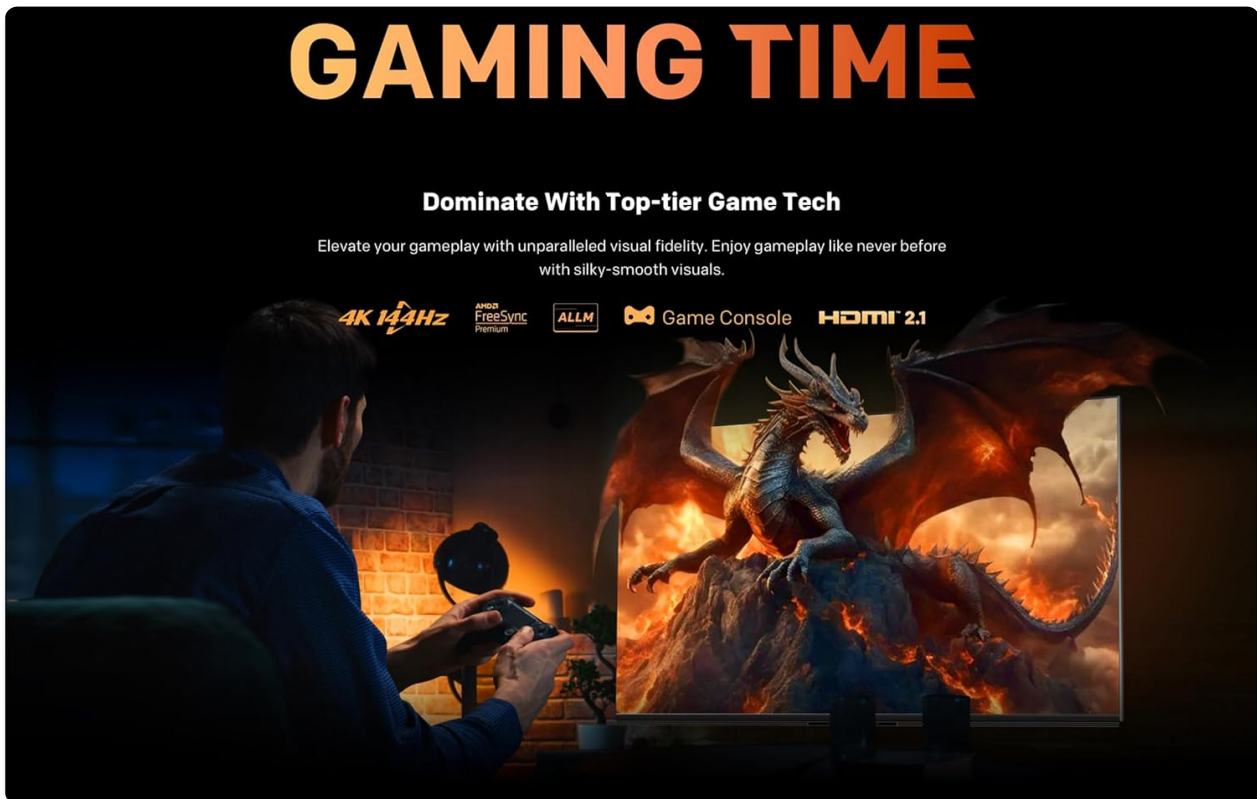 GAMING TIME
Dominate With Top-tier Game Tech
Elevate your gameplay with unparalleled visual fidelity. Enjoy gameplay like never before
with silky-smooth visuals.
4K 144Hz AMD FreeSync Premium ALLM Game Console HDMI™ 2.1